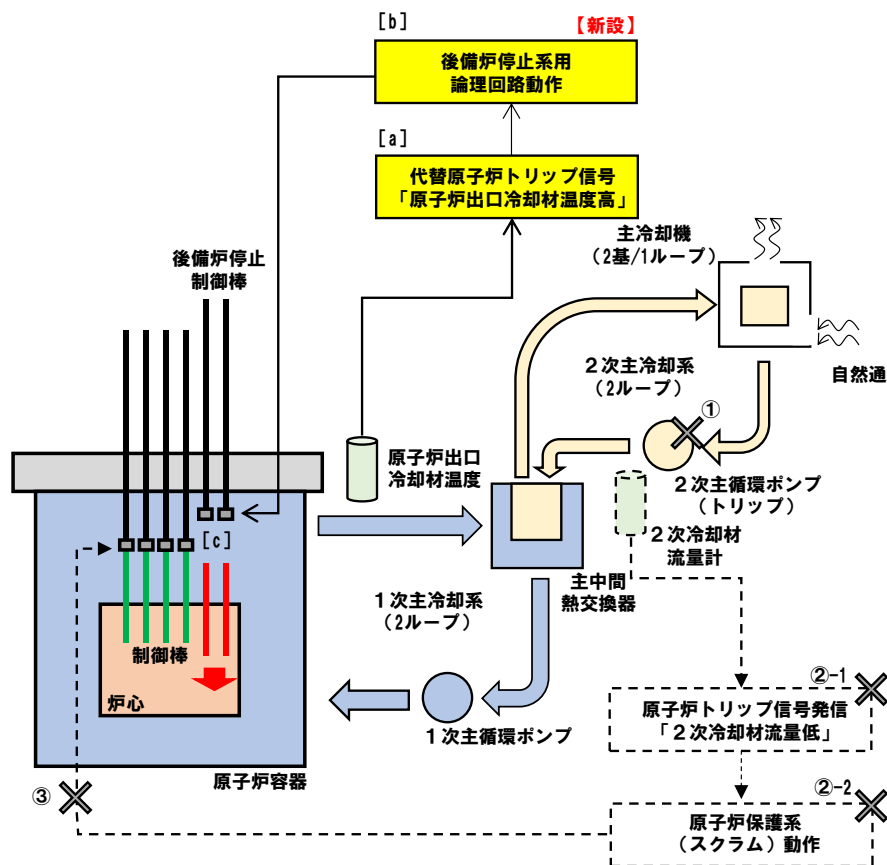 [b]
【新設】
後備炉停止系用
論理回路動作
[a]
代替原子炉トリップ信号
「原子炉出口冷却材温度高」
主冷却機
(2基/1ループ)
後備炉停止
制御棒
自然通
2次主冷却系
(2ループ)
①
原子炉出口
冷却材温度
2次主循環ポンプ
(トリップ)
2次冷却材
流量計
[c]
主中間
熱交換器
1次主冷却系
(2ループ)
制御棒
炉心
1次主循環ポンプ
原子炉容器
②-1
原子炉トリップ信号発信
「2次冷却材流量低」
②-2
原子炉保護系
(スクラム)動作
③